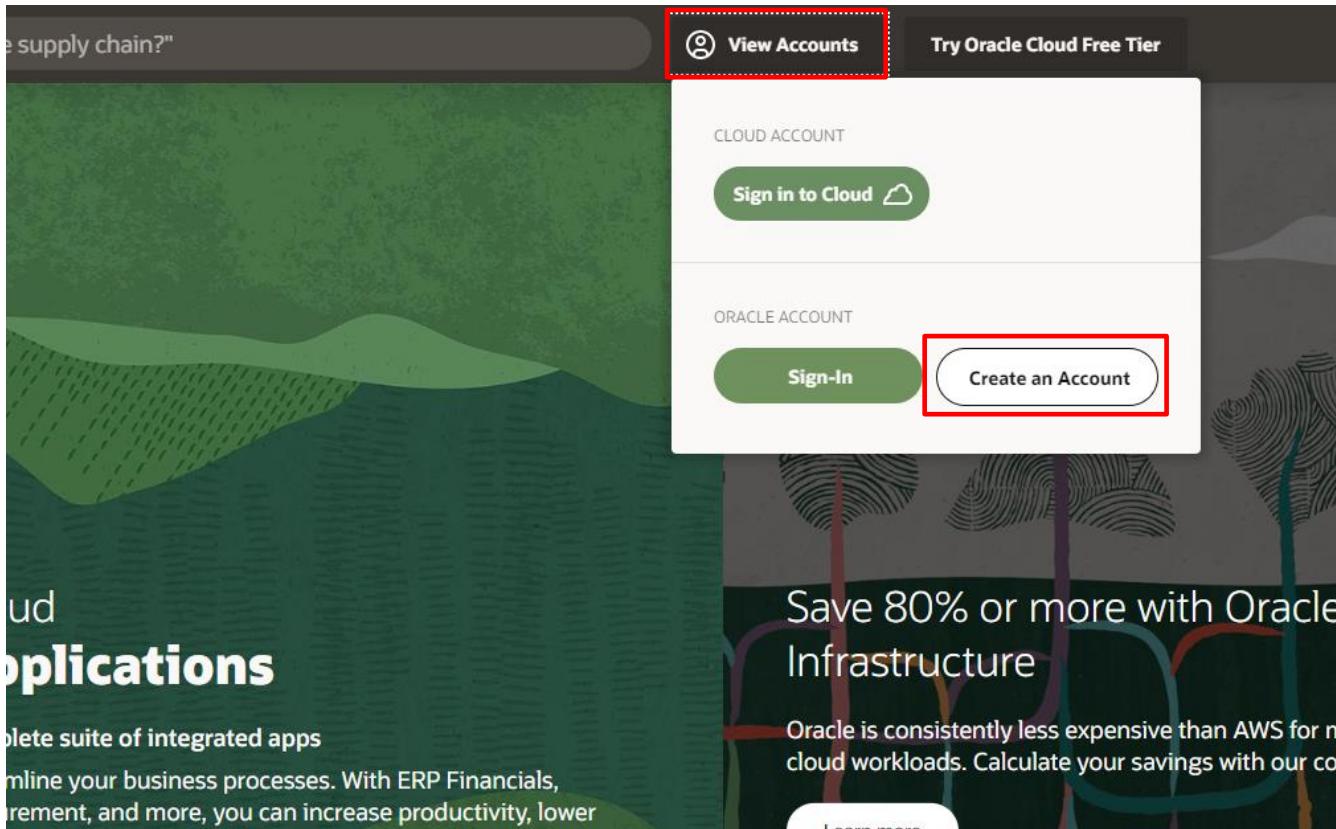 supply chain?"
View Accounts
Try Oracle Cloud Free Tier
CLOUD ACCOUNT
Sign in to Cloud
ORACLE ACCOUNT
Sign-In
Create an Account
ud
pplications
plete suite of integrated apps
mline your business processes. With ERP Financials,
urement, and more, you can increase productivity, lower
Save 80% or more with Oracle
Infrastructure
Oracle is consistently less expensive than AWS for
cloud workloads. Calculate your savings with our co
Learn more